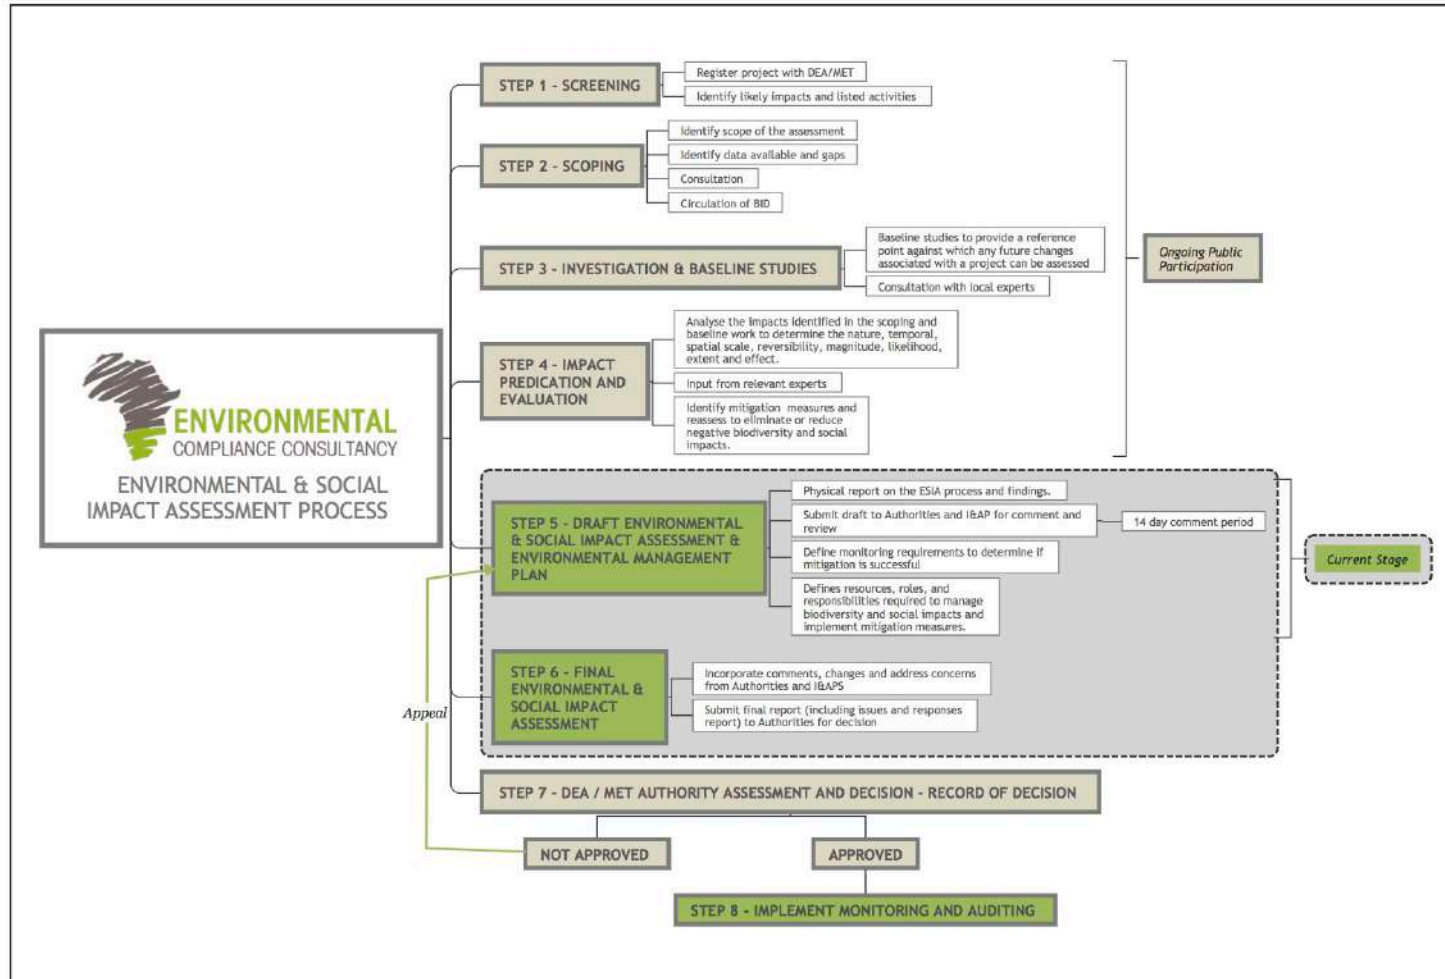 STEP 1 - SCREENING
Register project with DEA/MET
Identify likely impacts and listed activities
STEP 2 - SCOPING
Identify scope of the assessment
Identify data available and gaps
Consultation
Circulation of BID
STEP 3 - INVESTIGATION & BASELINE STUDIES
Baseline studies to provide a reference
point against which any future changes
associated with a project can be assessed
Consultation with local experts
Ongoing Public
Participation
STEP 4 - IMPACT
PREDICATION AND
EVALUATION
Analyse the impacts identified in the scoping and
baseline work to determine the nature, temporal,
spatial scale, reversibility, magnitude, likelihood,
extent and effect.
Input from relevant experts
Identify mitigation measures and
reassess to eliminate or reduce
negative biodiversity and social
impacts.
ENVIRONMENTAL
COMPLIANCE CONSULTANCY
ENVIRONMENTAL & SOCIAL
IMPACT ASSESSMENT PROCESS
STEP 5 - DRAFT ENVIRONMENTAL
& SOCIAL IMPACT ASSESSMENT &
ENVIRONMENTAL MANAGEMENT
PLAN
Physical report on the ESIA process and findings.
Submit draft to Authorities and I&AP for comment and
review
14 day comment period
Define monitoring requirements to determine if
mitigation is successful
Defines resources, roles, and
responsibilities required to manage
biodiversity and social impacts and
implement mitigation measures.
Current Stage
STEP 6 - FINAL
ENVIRONMENTAL &
SOCIAL IMPACT
ASSESSMENT
Incorporate comments, changes and address concerns
from Authorities and I&APS
Submit final report (including issues and responses
report) to Authorities for decision
Appeal
STEP 7 - DEA / MET AUTHORITY ASSESSMENT AND DECISION - RECORD OF DECISION
NOT APPROVED
APPROVED
STEP 8 - IMPLEMENT MONITORING AND AUDITING